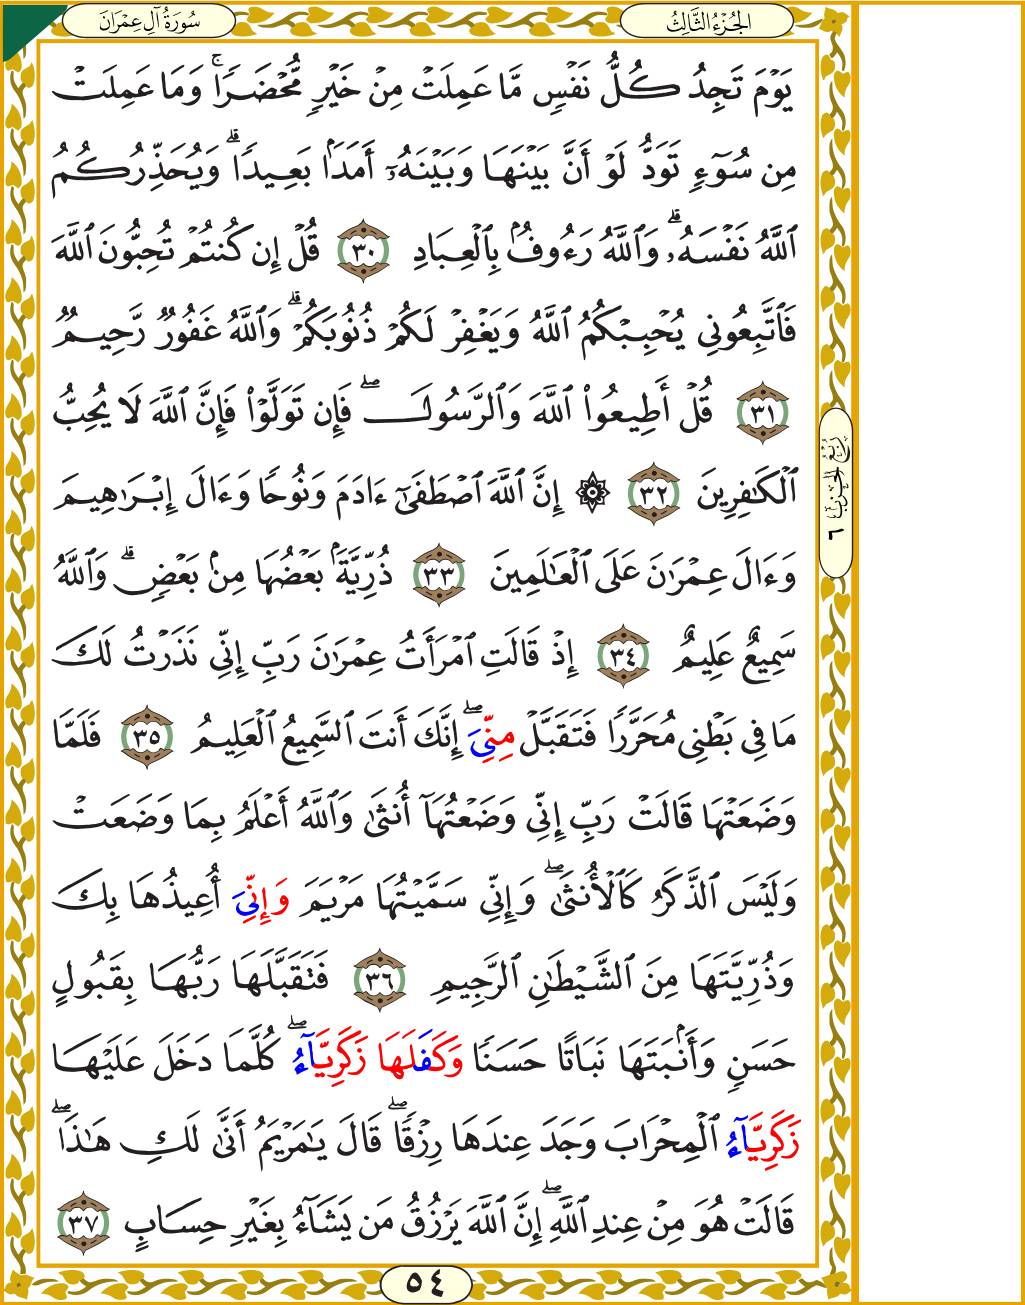 سُورَةُ آلِ عِمْرَان
الجُزْءُ الثَّالِثُ
يَوْمَ تَجِدُ كُلُّ نَفْسٍ مَّا عَمِلَتْ مِنْ خَيْرٍ مُّحْضَرًا ۚ وَمَا عَمِلَتْ
مِن سُوٓءٍ تَوَدُّ لَوْ أَنَّ بَيْنَهَا وَبَيْنَهُۥٓ أَمَدًۢا بَعِيدًا ۗ وَيُحَذِّرُكُمُ
ٱللَّهُ نَفْسَهُۥ ۗ وَٱللَّهُ رَءُوفٌۢ بِٱلْعِبَادِ ٣٠ قُلْ إِن كُنتُمْ تُحِبُّونَ ٱللَّهَ
فَٱتَّبِعُونِي يُحْبِبْكُمُ ٱللَّهُ وَيَغْفِرْ لَكُمْ ذُنُوبَكُمْ ۗ وَٱللَّهُ غَفُورٌ رَّحِيمٌ
٣١ قُلْ أَطِيعُوا۟ ٱللَّهَ وَٱلرَّسُولَ ۖ فَإِن تَوَلَّوْا۟ فَإِنَّ ٱللَّهَ لَا يُحِبُّ
ٱلْكَـٰفِرِينَ ٣٢ ۞ إِنَّ ٱللَّهَ ٱصْطَفَىٰٓ ءَادَمَ وَنُوحًا وَءَالَ إِبْرَٰهِيمَ
وَءَالَ عِمْرَٰنَ عَلَى ٱلْعَـٰلَمِينَ ٣٣ ذُرِّيَّةًۢ بَعْضُهَا مِنۢ بَعْضٍ ۗ وَٱللَّهُ
سَمِيعٌ عَلِيمٌ ٣٤ إِذْ قَالَتِ ٱمْرَأَتُ عِمْرَٰنَ رَبِّ إِنِّي نَذَرْتُ لَكَ
مَا فِي بَطْنِي مُحَرَّرًا فَتَقَبَّلْ مِنِّيَ ۖ إِنَّكَ أَنتَ ٱلسَّمِيعُ ٱلْعَلِيمُ ٣٥ فَلَمَّا
وَضَعَتْهَا قَالَتْ رَبِّ إِنِّي وَضَعْتُهَآ أُنثَىٰ وَٱللَّهُ أَعْلَمُ بِمَا وَضَعَتْ
وَلَيْسَ ٱلذَّكَرُ كَٱلْأُنثَىٰ ۖ وَإِنِّي سَمَّيْتُهَا مَرْيَمَ وَإِنِّيَ أُعِيذُهَا بِكَ
وَذُرِّيَّتَهَا مِنَ ٱلشَّيْطَـٰنِ ٱلرَّجِيمِ ٣٦ فَتَقَبَّلَهَا رَبُّهَا بِقَبُولٍ
حَسَنٍ وَأَنۢبَتَهَا نَبَاتًا حَسَنًا وَكَفَلَهَا زَكَرِيَّآءُ ۖ كُلَّمَا دَخَلَ عَلَيْهَا
زَكَرِيَّآءُ ٱلْمِحْرَابَ وَجَدَ عِندَهَا رِزْقًا ۖ قَالَ يَـٰمَرْيَمُ أَنَّىٰ لَكِ هَـٰذَا ۖ
قَالَتْ هُوَ مِنْ عِندِ ٱللَّهِ ۖ إِنَّ ٱللَّهَ يَرْزُقُ مَن يَشَآءُ بِغَيْرِ حِسَابٍ ٣٧
رُبْعُ الحِزْبِ ٦
٥٤